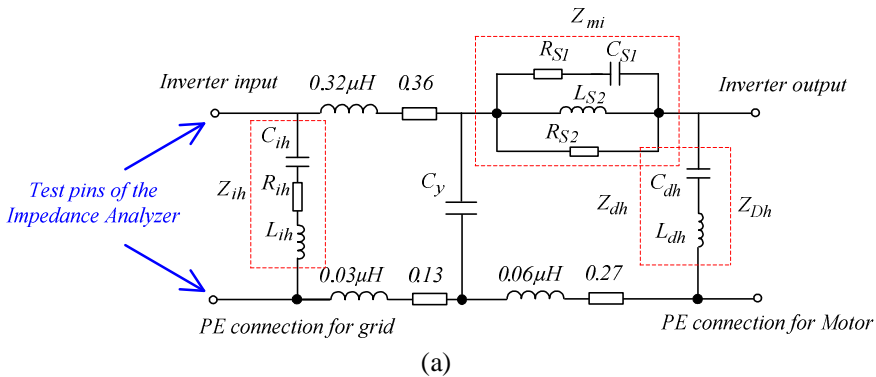 Z_mi
R_S1
C_S1
Inverter input
0.32μH
0.36
L_S2
Inverter output
R_S2
C_ih
Test pins of the
Impedance Analyzer
Z_ih
R_ih
L_ih
C_y
Z_dh
C_dh
L_dh
Z_Dh
0.03μH
0.13
0.06μH
0.27
PE connection for grid
PE connection for Motor
(a)